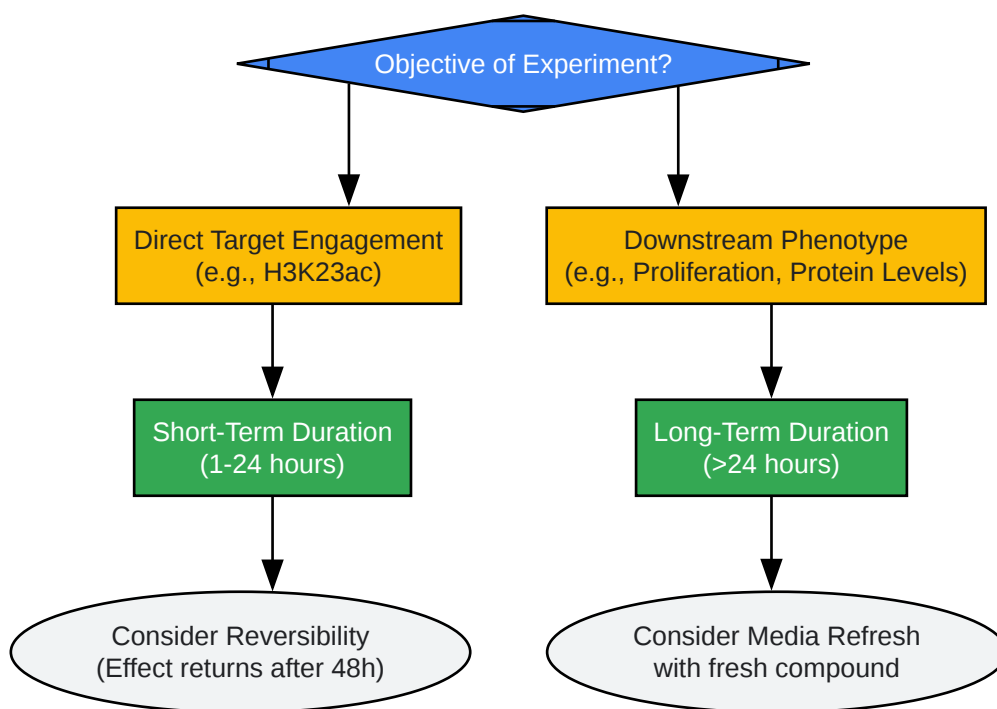 Objective of Experiment?
Direct Target Engagement
(e.g., H3K23ac)
Downstream Phenotype
(e.g., Proliferation, Protein Levels)
Short-Term Duration
(1-24 hours)
Long-Term Duration
(>24 hours)
Consider Reversibility
(Effect returns after 48h)
Consider Media Refresh
with fresh compound